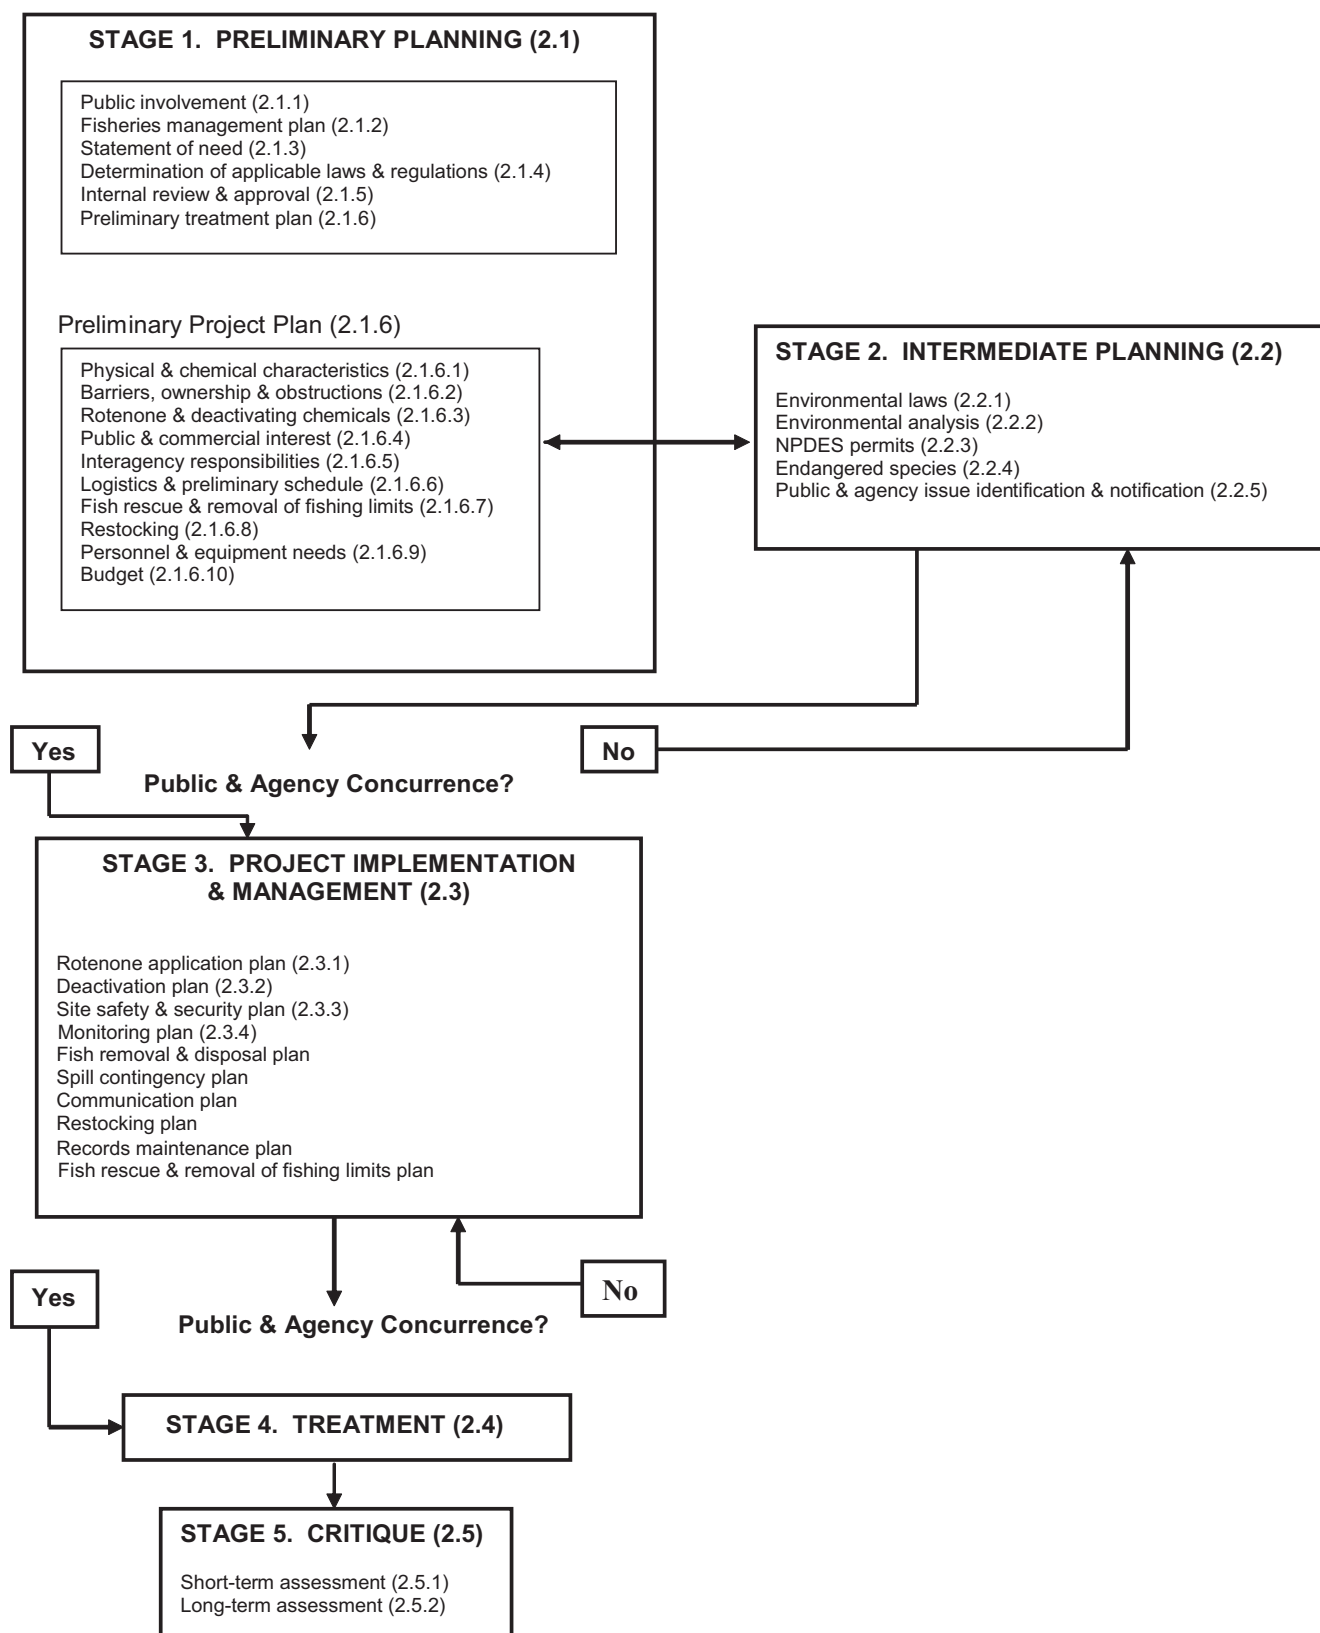 STAGE 1. PRELIMINARY PLANNING (2.1)
Public involvement (2.1.1)
Fisheries management plan (2.1.2)
Statement of need (2.1.3)
Determination of applicable laws & regulations (2.1.4)
Internal review & approval (2.1.5)
Preliminary treatment plan (2.1.6)
Preliminary Project Plan (2.1.6)
Physical & chemical characteristics (2.1.6.1)
Barriers, ownership & obstructions (2.1.6.2)
Rotenone & deactivating chemicals (2.1.6.3)
Public & commercial interest (2.1.6.4)
Interagency responsibilities (2.1.6.5)
Logistics & preliminary schedule (2.1.6.6)
Fish rescue & removal of fishing limits (2.1.6.7)
Restocking (2.1.6.8)
Personnel & equipment needs (2.1.6.9)
Budget (2.1.6.10)
STAGE 2. INTERMEDIATE PLANNING (2.2)
Environmental laws (2.2.1)
Environmental analysis (2.2.2)
NPDES permits (2.2.3)
Endangered species (2.2.4)
Public & agency issue identification & notification (2.2.5)
Yes
No
Public & Agency Concurrence?
STAGE 3. PROJECT IMPLEMENTATION
& MANAGEMENT (2.3)
Rotenone application plan (2.3.1)
Deactivation plan (2.3.2)
Site safety & security plan (2.3.3)
Monitoring plan (2.3.4)
Fish removal & disposal plan
Spill contingency plan
Communication plan
Restocking plan
Records maintenance plan
Fish rescue & removal of fishing limits plan
Yes
No
Public & Agency Concurrence?
STAGE 4. TREATMENT (2.4)
STAGE 5. CRITIQUE (2.5)
Short-term assessment (2.5.1)
Long-term assessment (2.5.2)